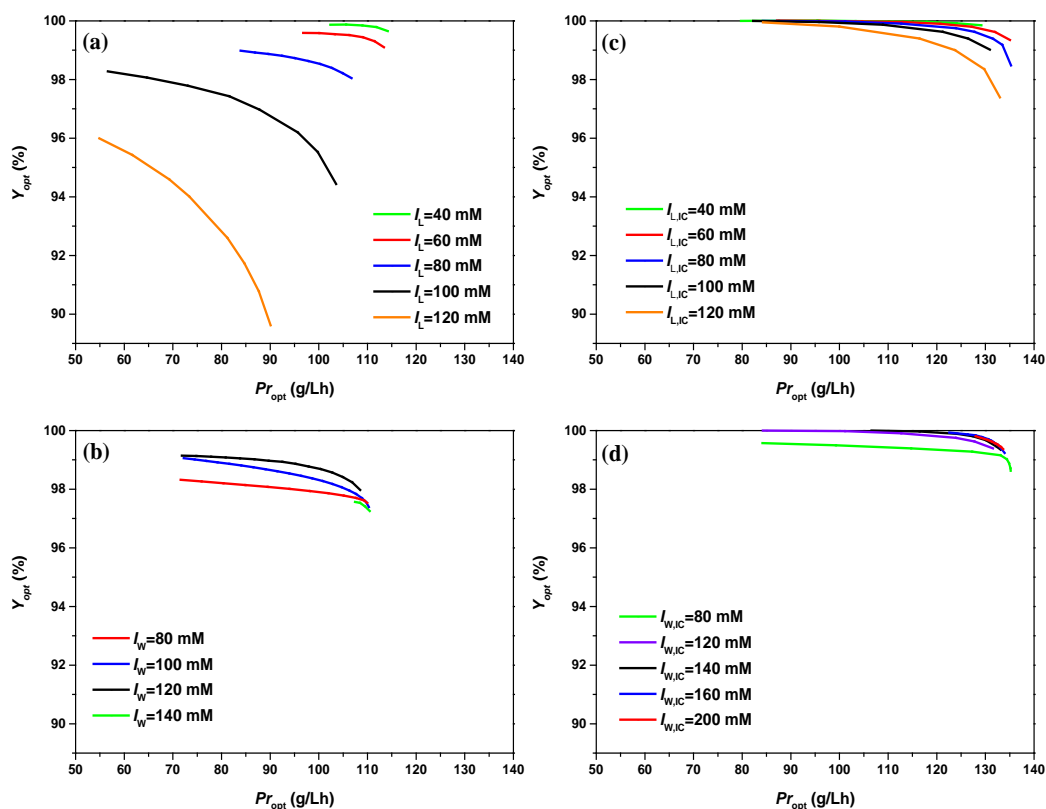 (a)
100
98
96
94
92
90
Y_opt (%)
I_L=40 mM
I_L=60 mM
I_L=80 mM
I_L=100 mM
I_L=120 mM
50 60 70 80 90 100 110 120 130 140
Pr_opt (g/Lh)
(c)
100
98
96
94
92
90
Y_opt (%)
I_L,IC=40 mM
I_L,IC=60 mM
I_L,IC=80 mM
I_L,IC=100 mM
I_L,IC=120 mM
50 60 70 80 90 100 110 120 130 140
Pr_opt (g/Lh)
(b)
100
98
96
94
92
90
Y_opt (%)
I_W=80 mM
I_W=100 mM
I_W=120 mM
I_W=140 mM
50 60 70 80 90 100 110 120 130 140
Pr_opt (g/Lh)
(d)
100
98
96
94
92
90
Y_opt (%)
I_W,IC=80 mM
I_W,IC=120 mM
I_W,IC=140 mM
I_W,IC=160 mM
I_W,IC=200 mM
50 60 70 80 90 100 110 120 130 140
Pr_opt (g/Lh)